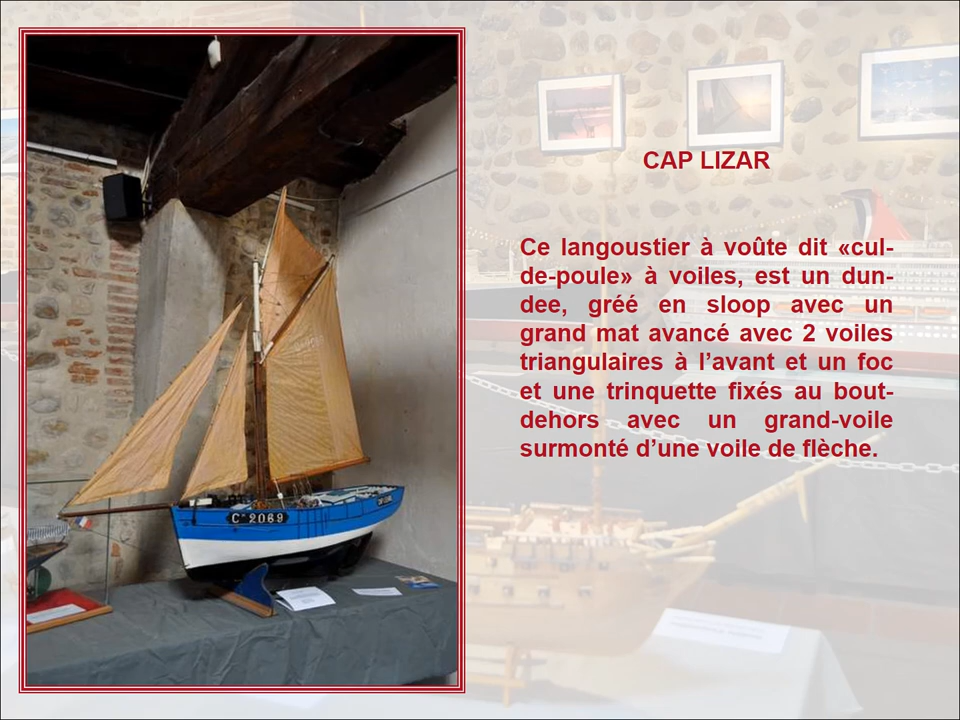 CAP LIZAR
Ce langoustier à voûte dit «cul-
de-poule» à voiles, est un dun-
dee, gréé en sloop avec un
grand mat avancé avec 2 voiles
triangulaires à l’avant et un foc
et une trinquette fixés au bout-
dehors avec un grand-voile
surmonté d’une voile de flèche.
C 2069